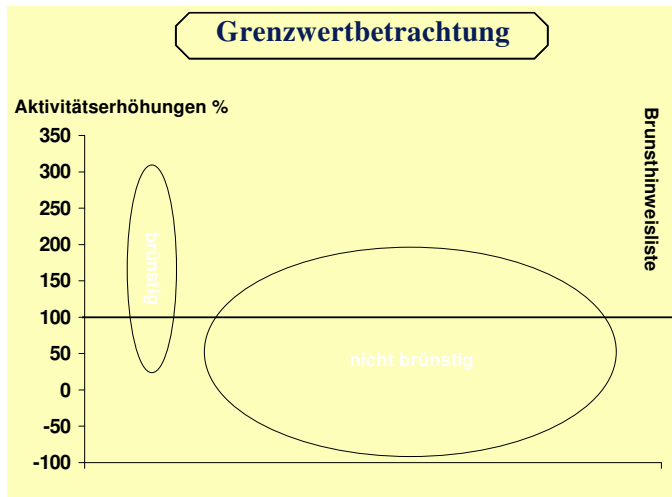 Grenzwertbetrachtung
Aktivitätserhöhungen %
350
300
250
200
150
100
50
0
-50
-100
brünstig
nicht brünstig
Brunsthinweisliste